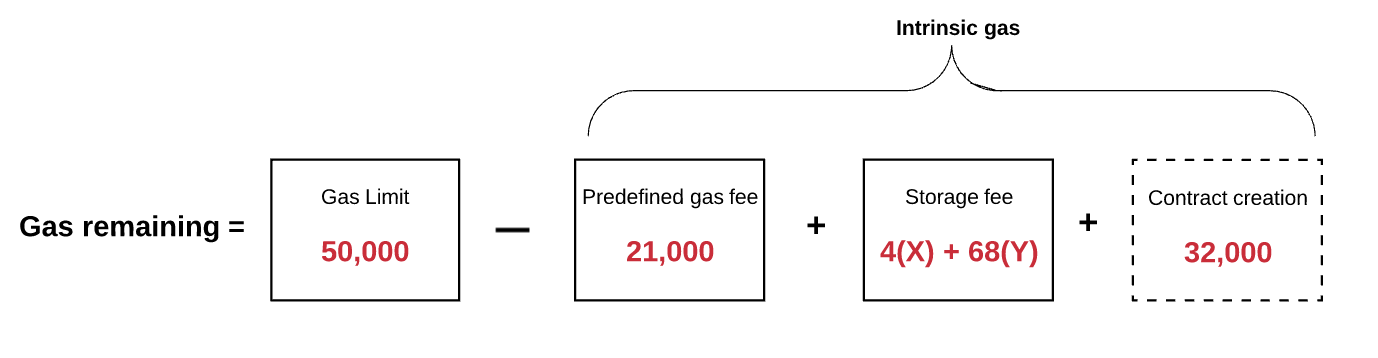 Intrinsic gas
Gas remaining =
Gas Limit
50,000
—
Predefined gas fee
21,000
+
Storage fee
4(X) + 68(Y)
+
Contract creation
32,000